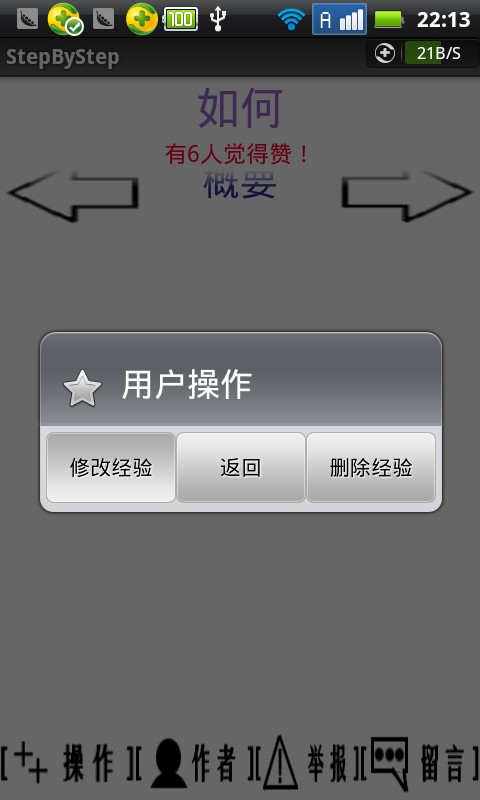 100 A 22:13
StepByStep 21B/S
如何
有6人觉得赞！
概要
用户操作
修改经验 返回 删除经验
[ 操作 ][ 作者 ][ 举报 ][ 留言 ]